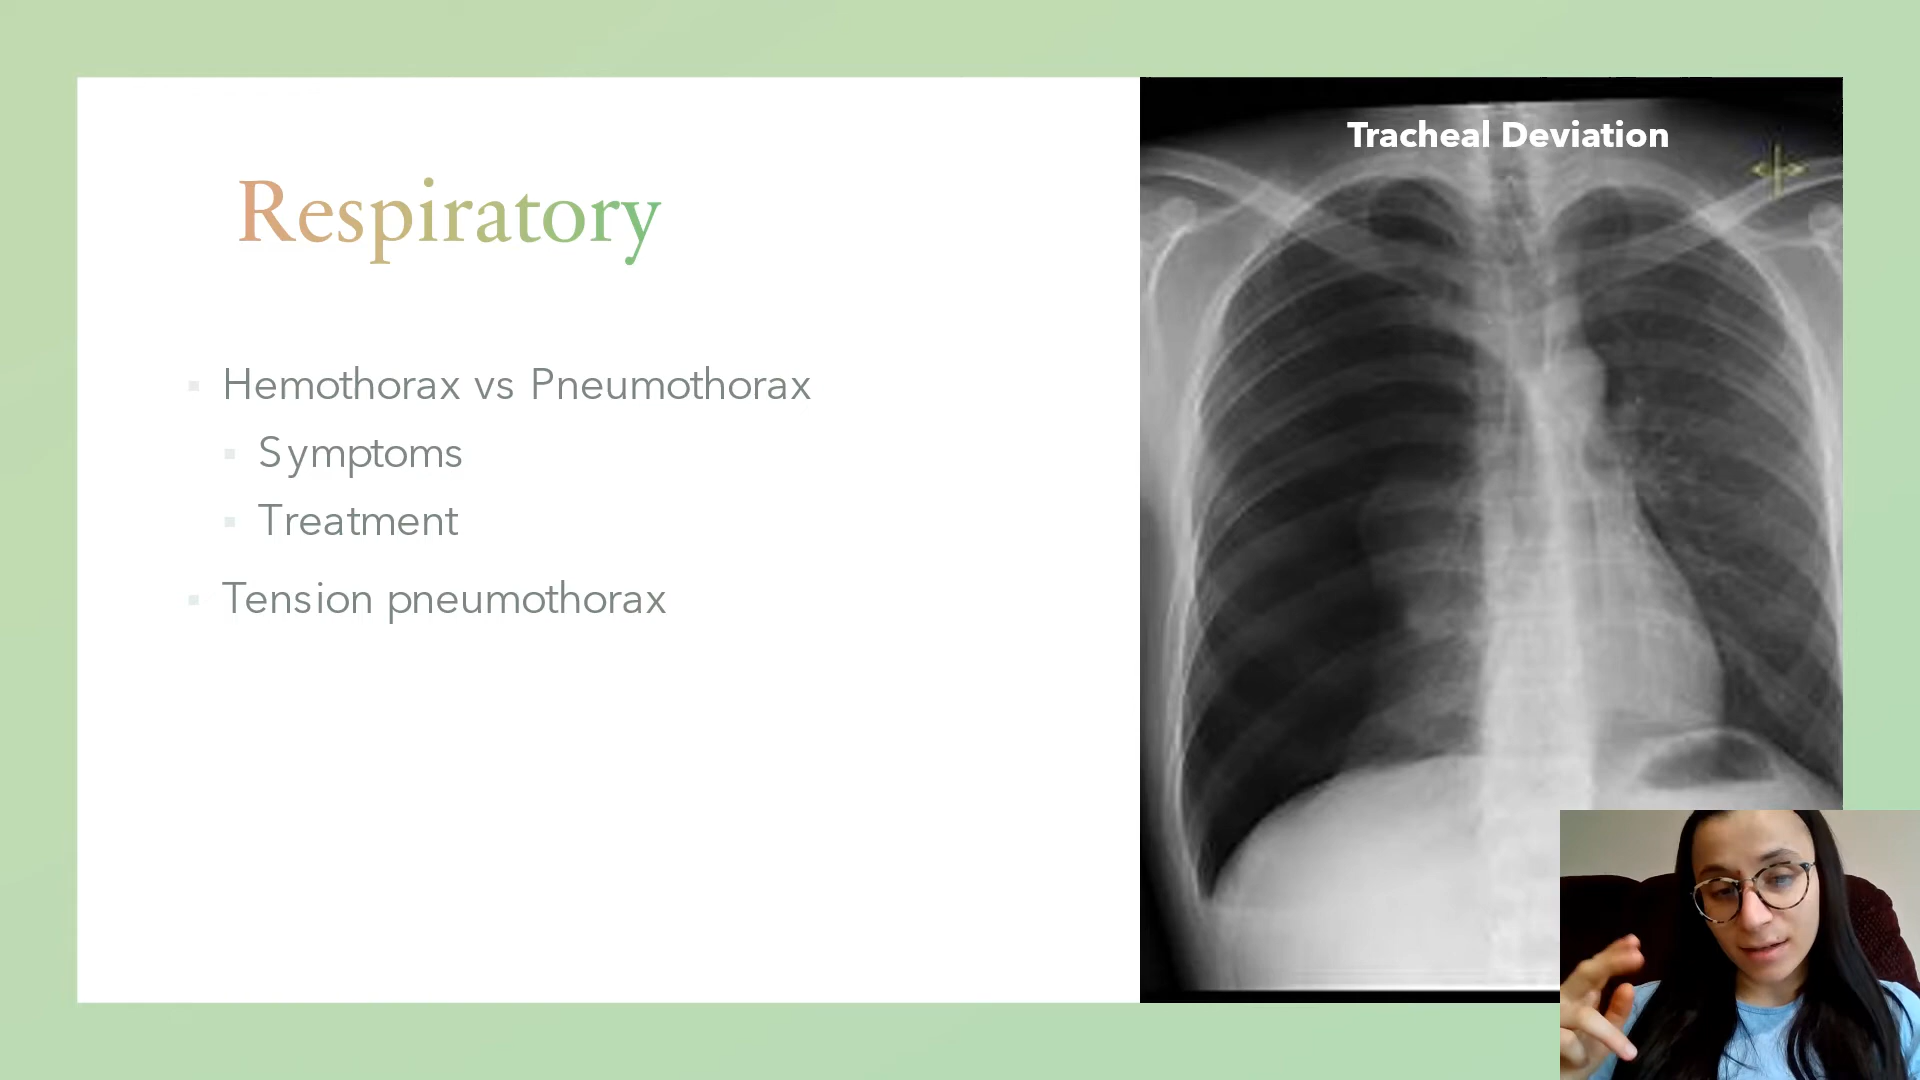 Respiratory
Hemothorax vs Pneumothorax
Symptoms
Treatment
Tension pneumothorax
Tracheal Deviation